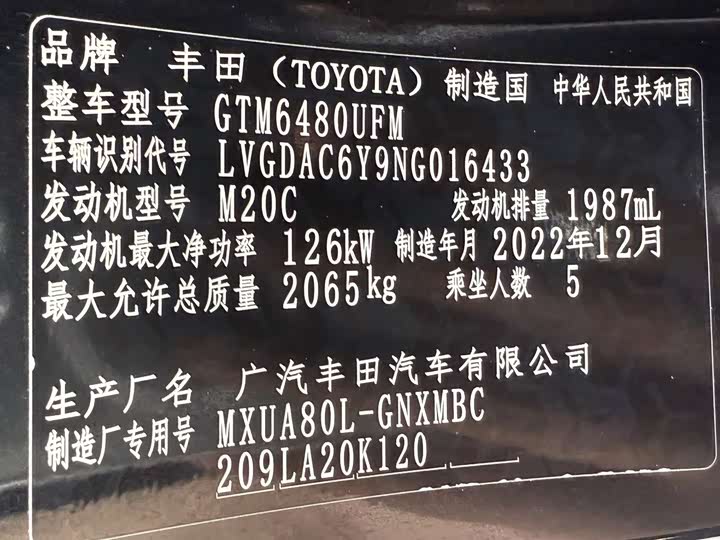 品牌 丰田（TOYOTA）制造国 中华人民共和国
整车型号 GTM6480UFM
车辆识别代号 LVGDAC6Y9NG016433
发动机型号 M20C 发动机排量 1987mL
发动机最大净功率 126kW 制造年月 2022年12月
最大允许总质量 2065kg 乘坐人数 5
生产厂名 广汽丰田汽车有限公司
制造厂专用号 MXUA80L-GNXMBC
209LA20K120